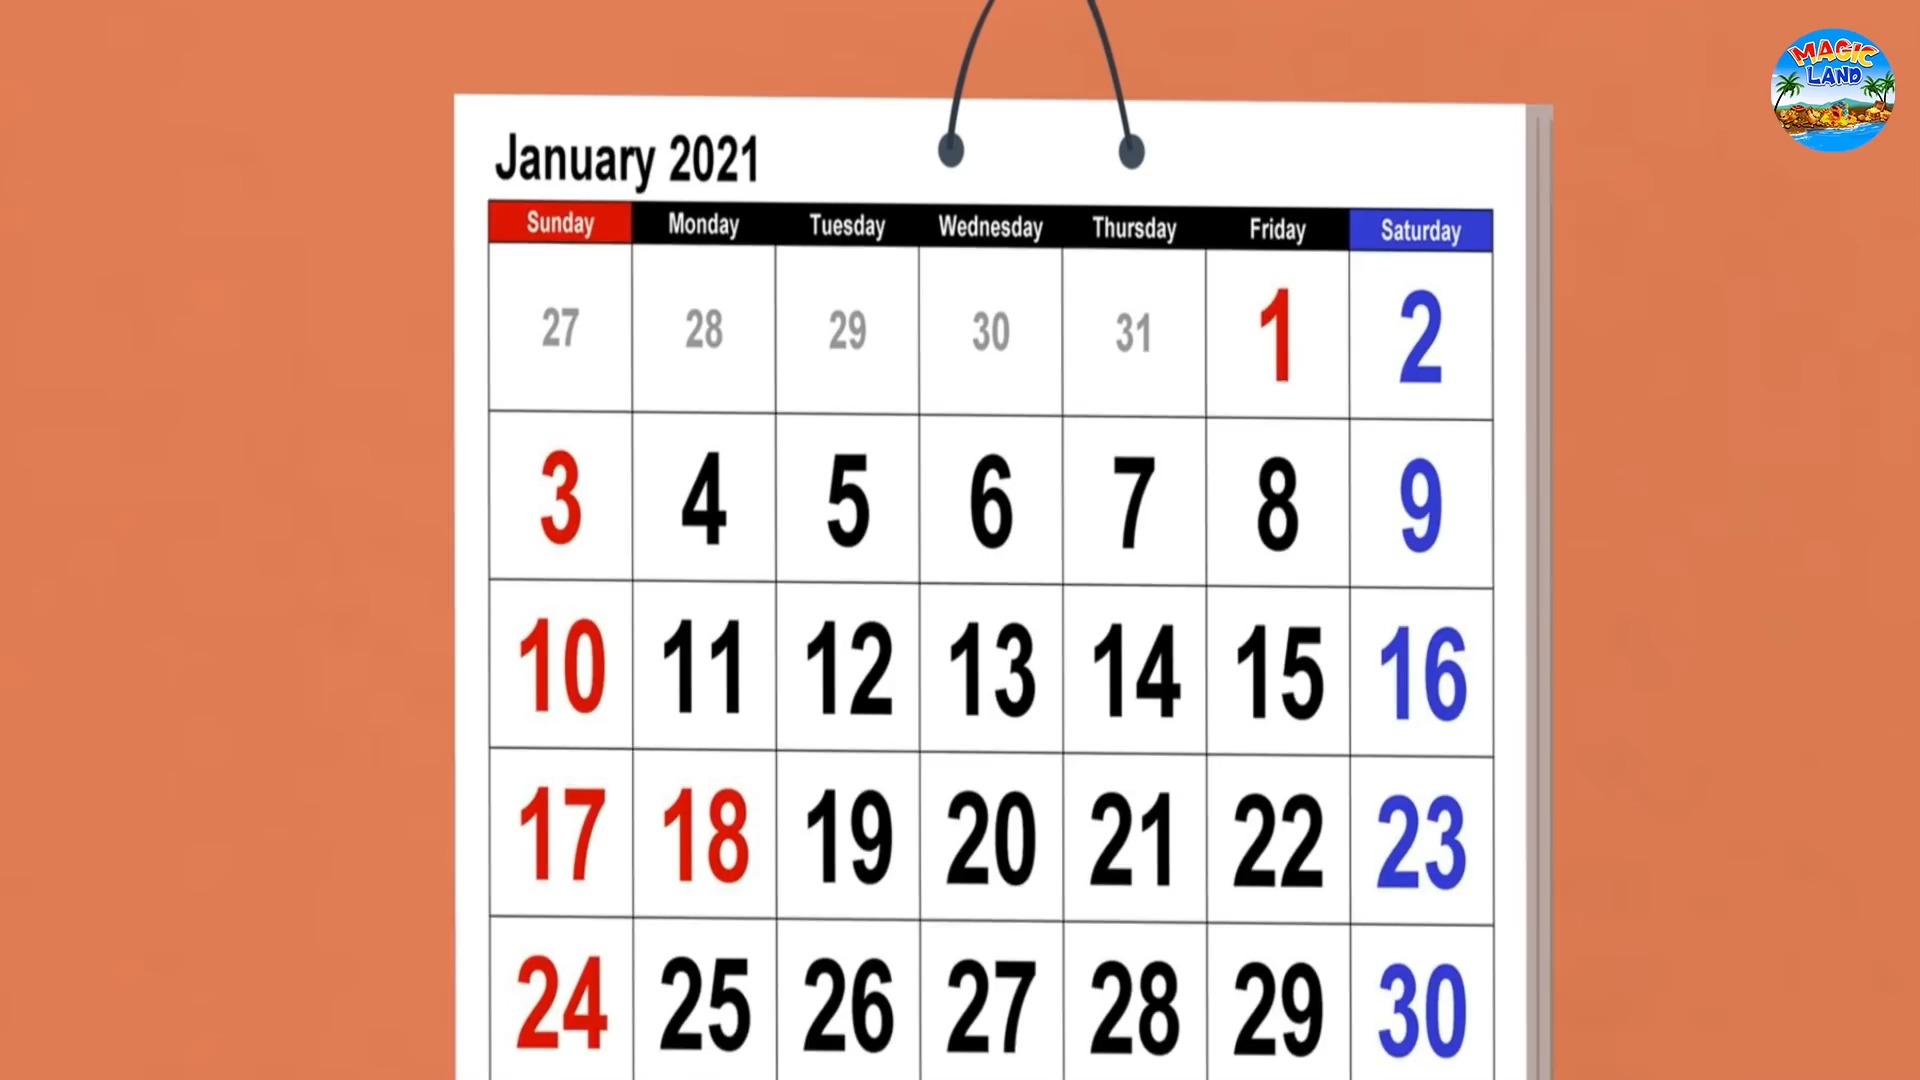 MAGIC
LAND
January 2021
Sunday Monday Tuesday Wednesday Thursday Friday Saturday
27 28 29 30 31 1 2
3 4 5 6 7 8 9
10 11 12 13 14 15 16
17 18 19 20 21 22 23
24 25 26 27 28 29 30